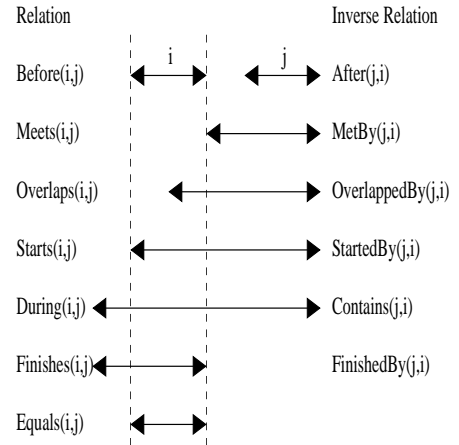 Relation Inverse Relation
i j
Before(i,j) After(j,i)
Meets(i,j) MetBy(j,i)
Overlaps(i,j) OverlappedBy(j,i)
Starts(i,j) StartedBy(j,i)
During(i,j) Contains(j,i)
Finishes(i,j) FinishedBy(j,i)
Equals(i,j)